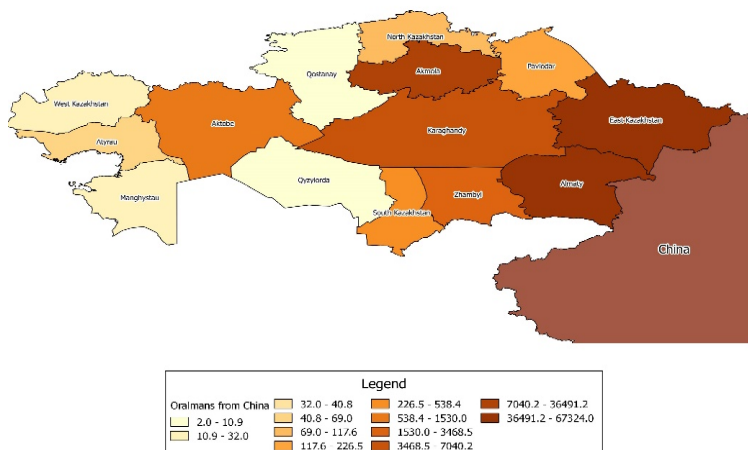 North Kazakhstan
Qostanay
Akmola
Pavlodar
West Kazakhstan
Aktobe
East Kazakhstan
Atyrau
Karaghandy
Manghystau
Qyzylorda
South Kazakhstan
Zhambyl
Almaty
China
Legend
Oralmans from China
2.0 - 10.9
10.9 - 32.0
32.0 - 40.8
40.8 - 69.0
69.0 - 117.6
117.6 - 226.5
226.5 - 538.4
538.4 - 1530.0
1530.0 - 3468.5
3468.5 - 7040.2
7040.2 - 36491.2
36491.2 - 67324.0